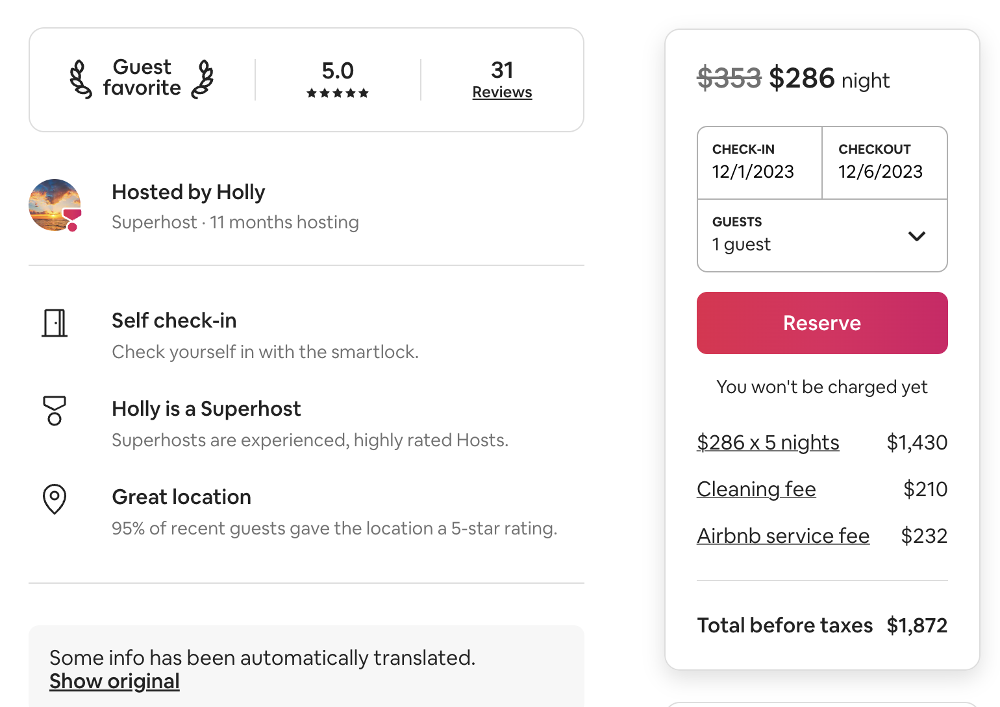 Guest
favorite
5.0
31
Reviews
Hosted by Holly
Superhost · 11 months hosting
Self check-in
Check yourself in with the smartlock.
Holly is a Superhost
Superhosts are experienced, highly rated Hosts.
Great location
95% of recent guests gave the location a 5-star rating.
Some info has been automatically translated.
Show original
$353 $286 night
CHECK-IN
12/1/2023
CHECKOUT
12/6/2023
GUESTS
1 guest
Reserve
You won't be charged yet
$286 x 5 nights $1,430
Cleaning fee $210
Airbnb service fee $232
Total before taxes $1,872